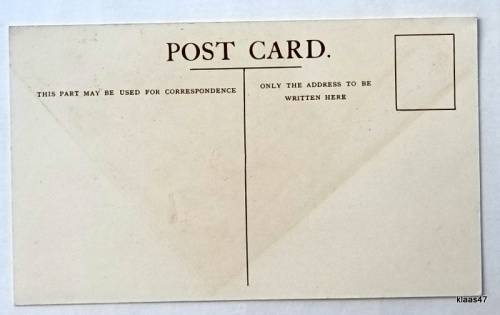 POST CARD.
THIS PART MAY BE USED FOR CORRESPONDENCE
ONLY THE ADDRESS TO BE
WRITTEN HERE
klaas47